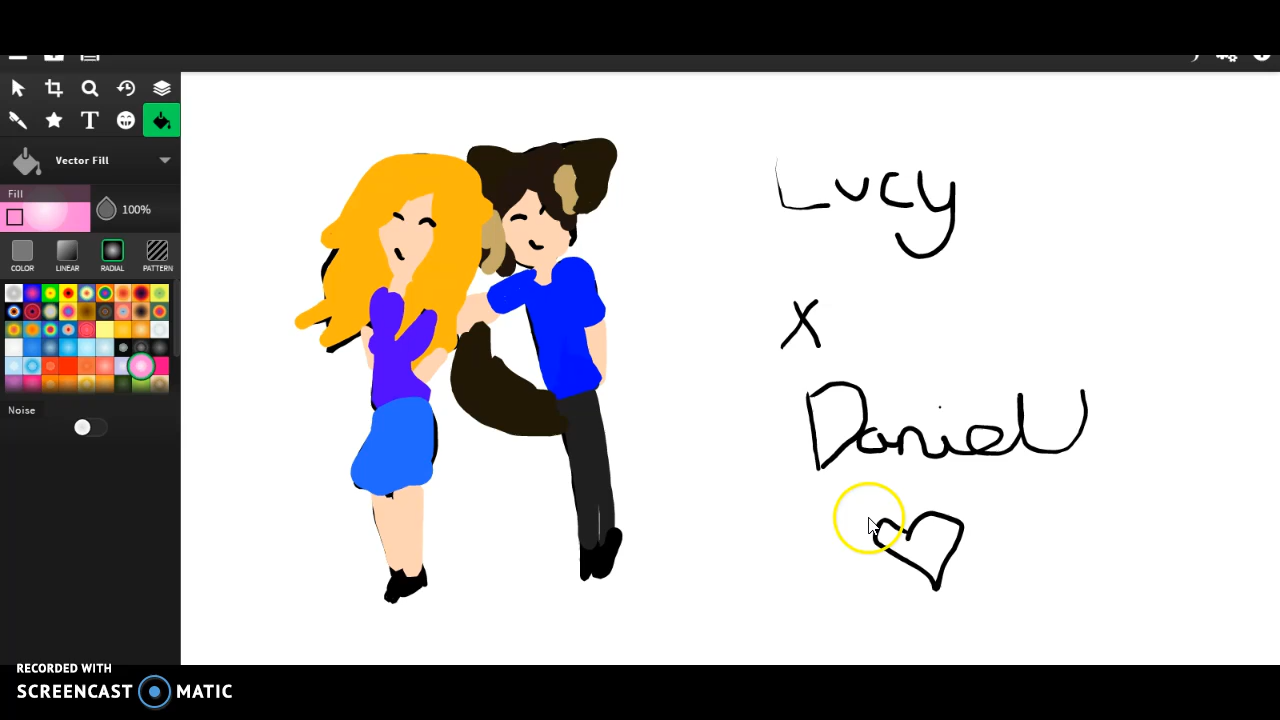 Vector Fill
Fill
100%
COLOR
LINEAR
RADIAL
PATTERN
Noise
Lucy
x
Daniel
RECORDED WITH
SCREENCAST MATIC